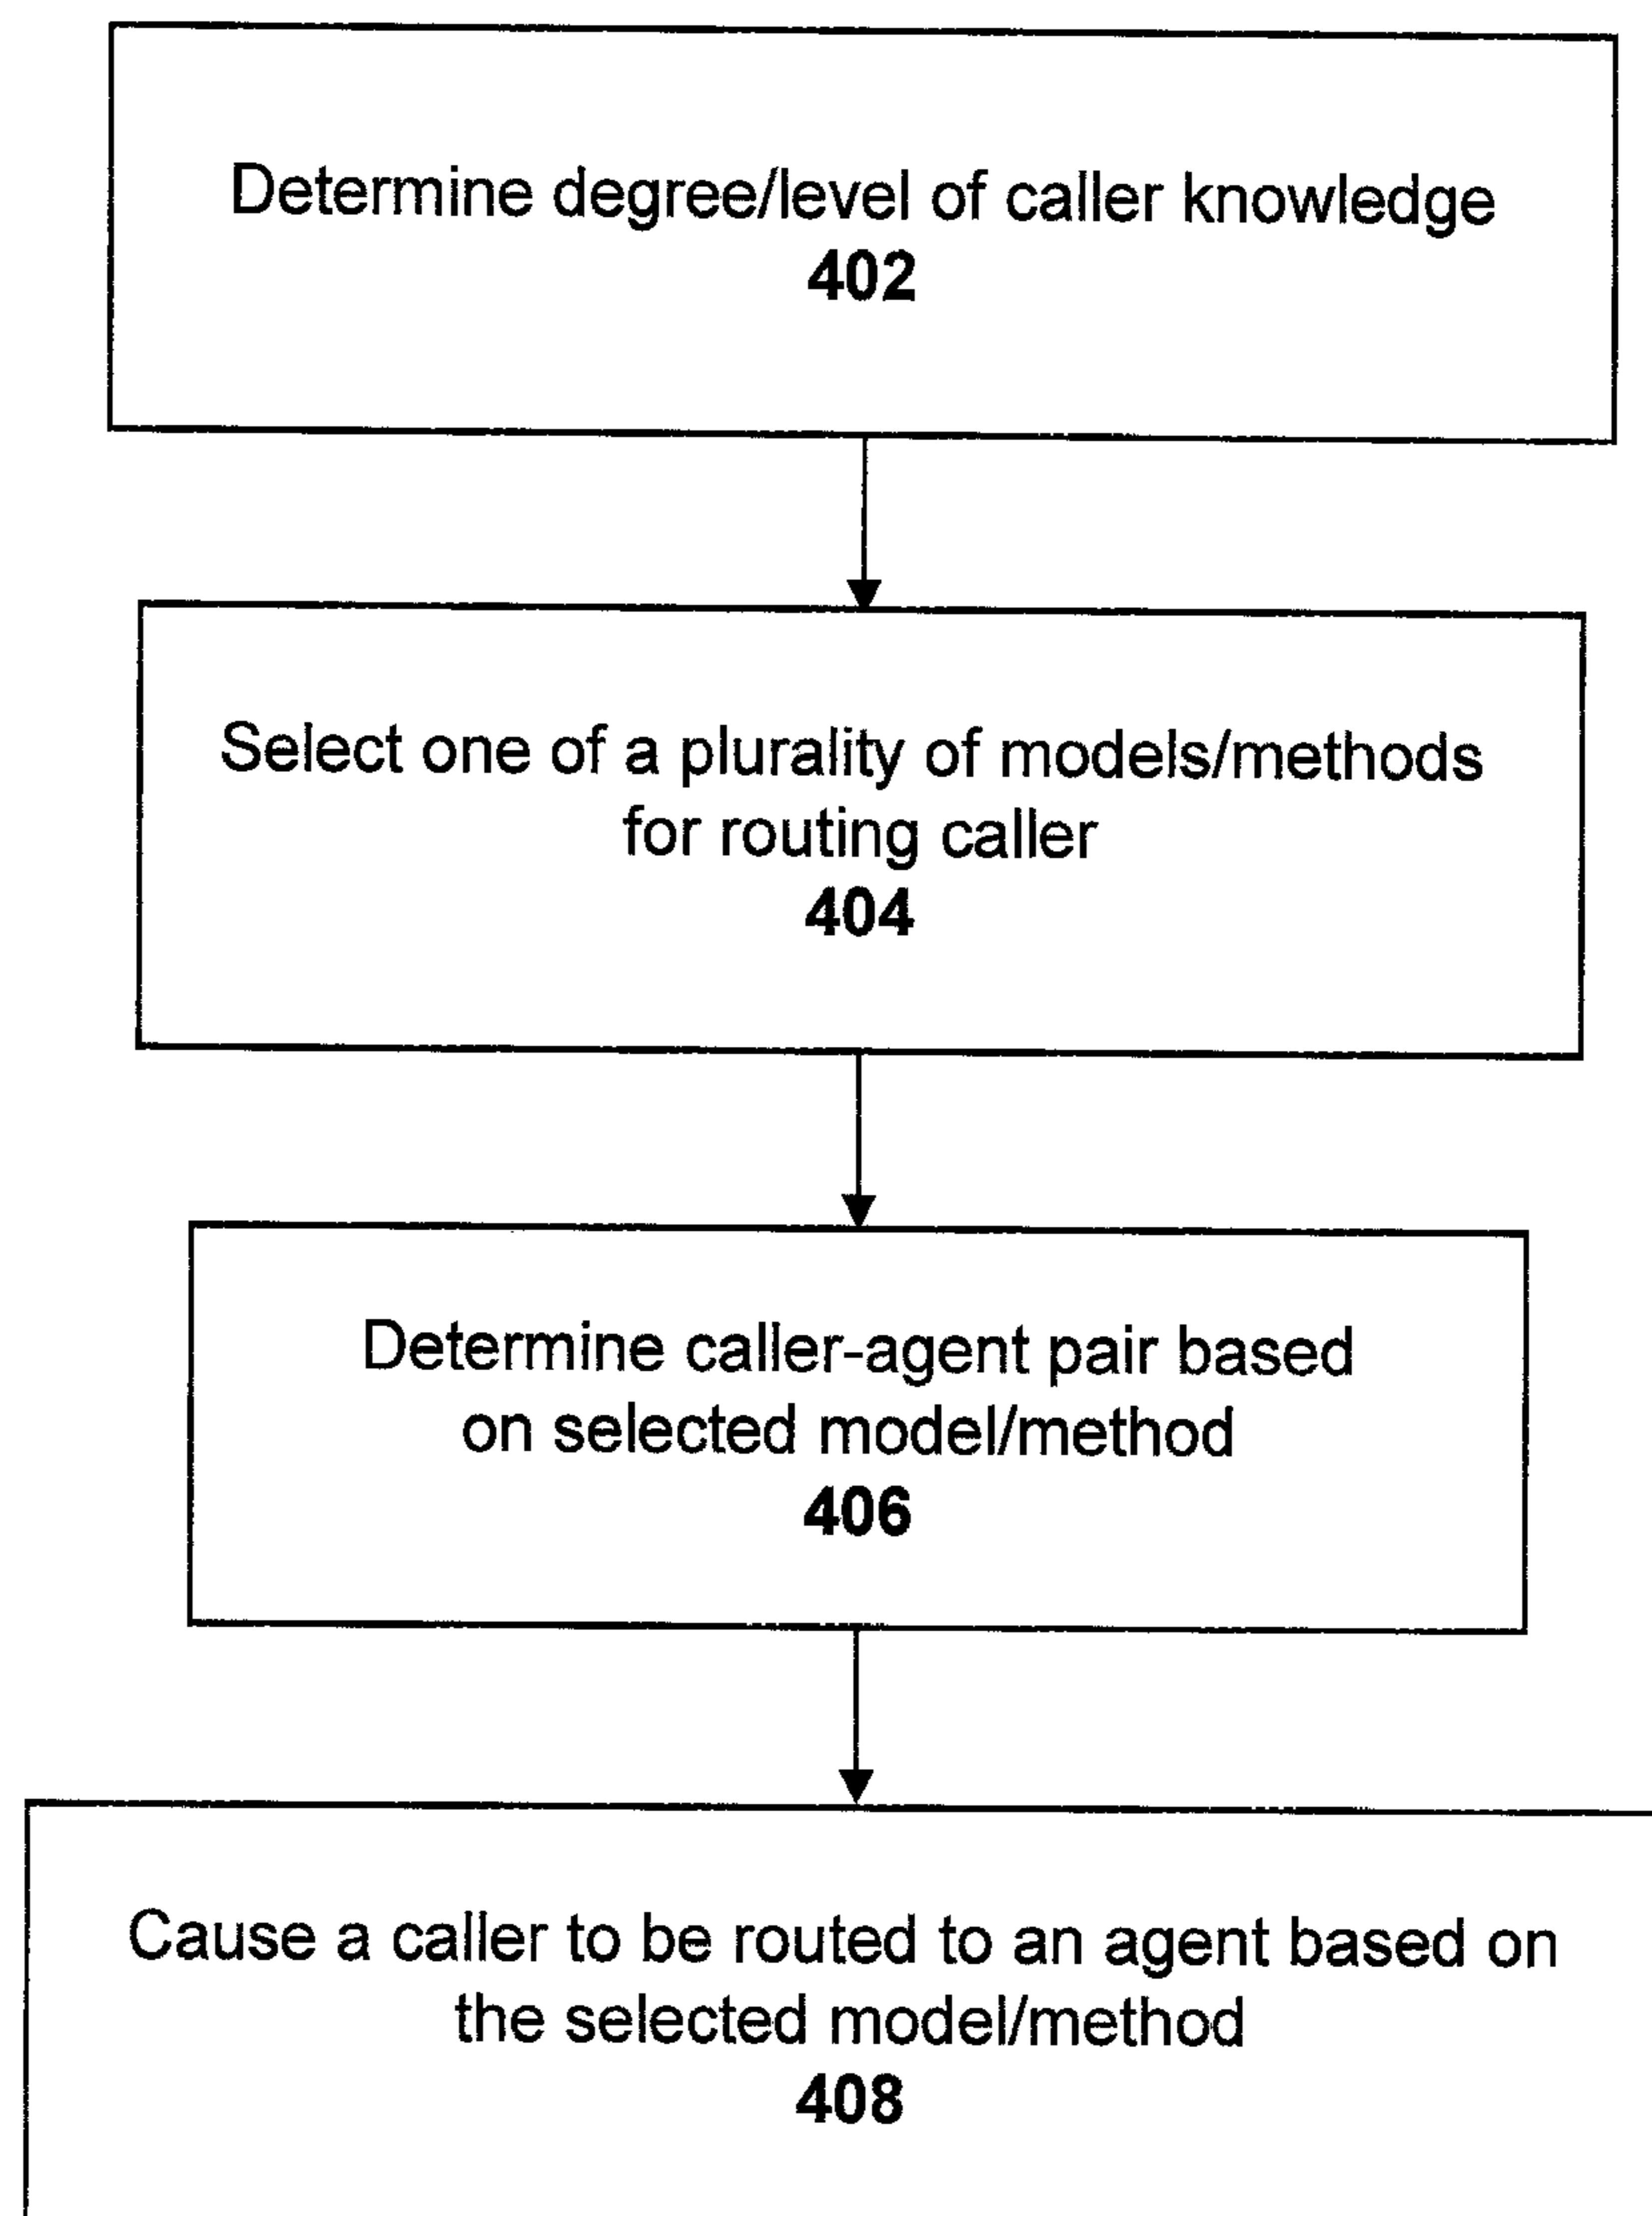 Determine degree/level of caller knowledge
402
Select one of a plurality of models/methods
for routing caller
404
Determine caller-agent pair based
on selected model/method
406
Cause a caller to be routed to an agent based on
the selected model/method
408